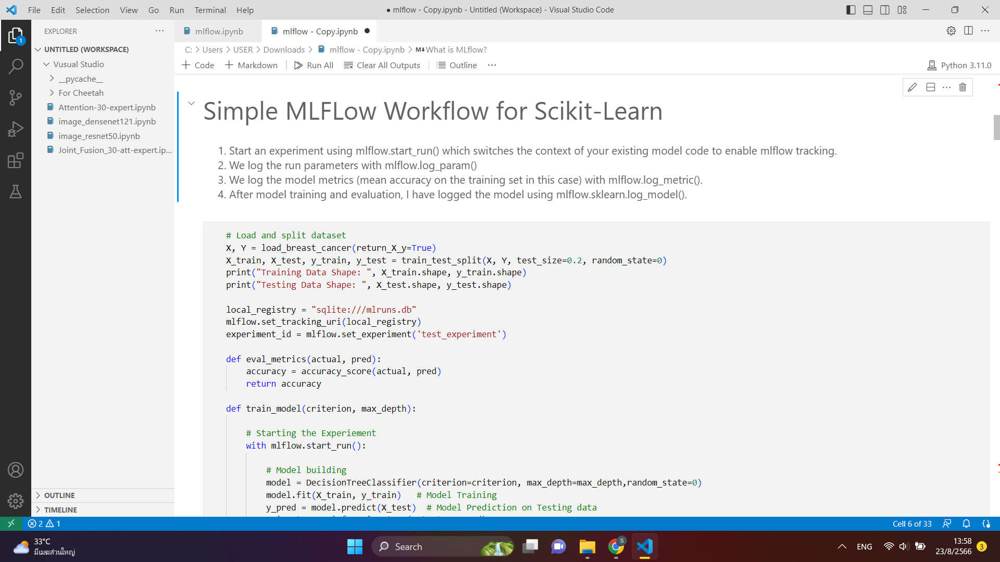 File Edit Selection View Go Run Terminal Help
● mlflow - Copy.ipynb - Untitled (Workspace) - Visual Studio Code
EXPLORER
mlflow.ipynb
mlflow - Copy.ipynb
1
UNTITLED (WORKSPACE)
Vusual Studio
__pycache__
For Cheetah
Attention-30-expert.ipynb
image_densenet121.ipynb
image_resnet50.ipynb
Joint_Fusion_30-att-expert.ip...
OUTLINE
TIMELINE
C: > Users > USER > Downloads > mlflow - Copy.ipynb > M↓What is MLflow?
+ Code + Markdown Run All Clear All Outputs Outline ...
Python 3.11.0
Simple MLFLow Workflow for Scikit-Learn
1. Start an experiment using mlflow.start_run() which switches the context of your existing model code to enable mlflow tracking.
2. We log the run parameters with mlflow.log_param()
3. We log the model metrics (mean accuracy on the training set in this case) with mlflow.log_metric().
4. After model training and evaluation, I have logged the model using mlflow.sklearn.log_model().
# Load and split dataset
X, Y = load_breast_cancer(return_X_y=True)
X_train, X_test, y_train, y_test = train_test_split(X, Y, test_size=0.2, random_state=0)
print("Training Data Shape: ", X_train.shape, y_train.shape)
print("Testing Data Shape: ", X_test.shape, y_test.shape)
local_registry = "sqlite:///mlruns.db"
mlflow.set_tracking_uri(local_registry)
experiment_id = mlflow.set_experiment('test_experiment')
def eval_metrics(actual, pred):
accuracy = accuracy_score(actual, pred)
return accuracy
def train_model(criterion, max_depth):
# Starting the Experiement
with mlflow.start_run():
# Model building
model = DecisionTreeClassifier(criterion=criterion, max_depth=max_depth,random_state=0)
model.fit(X_train, y_train)   # Model Training
y_pred = model.predict(X_test)  # Model Prediction on Testing data
2 1
Cell 6 of 33
33°C
มีเมฆส่วนใหญ่
Search
S
ENG
13:58
23/8/2566
3